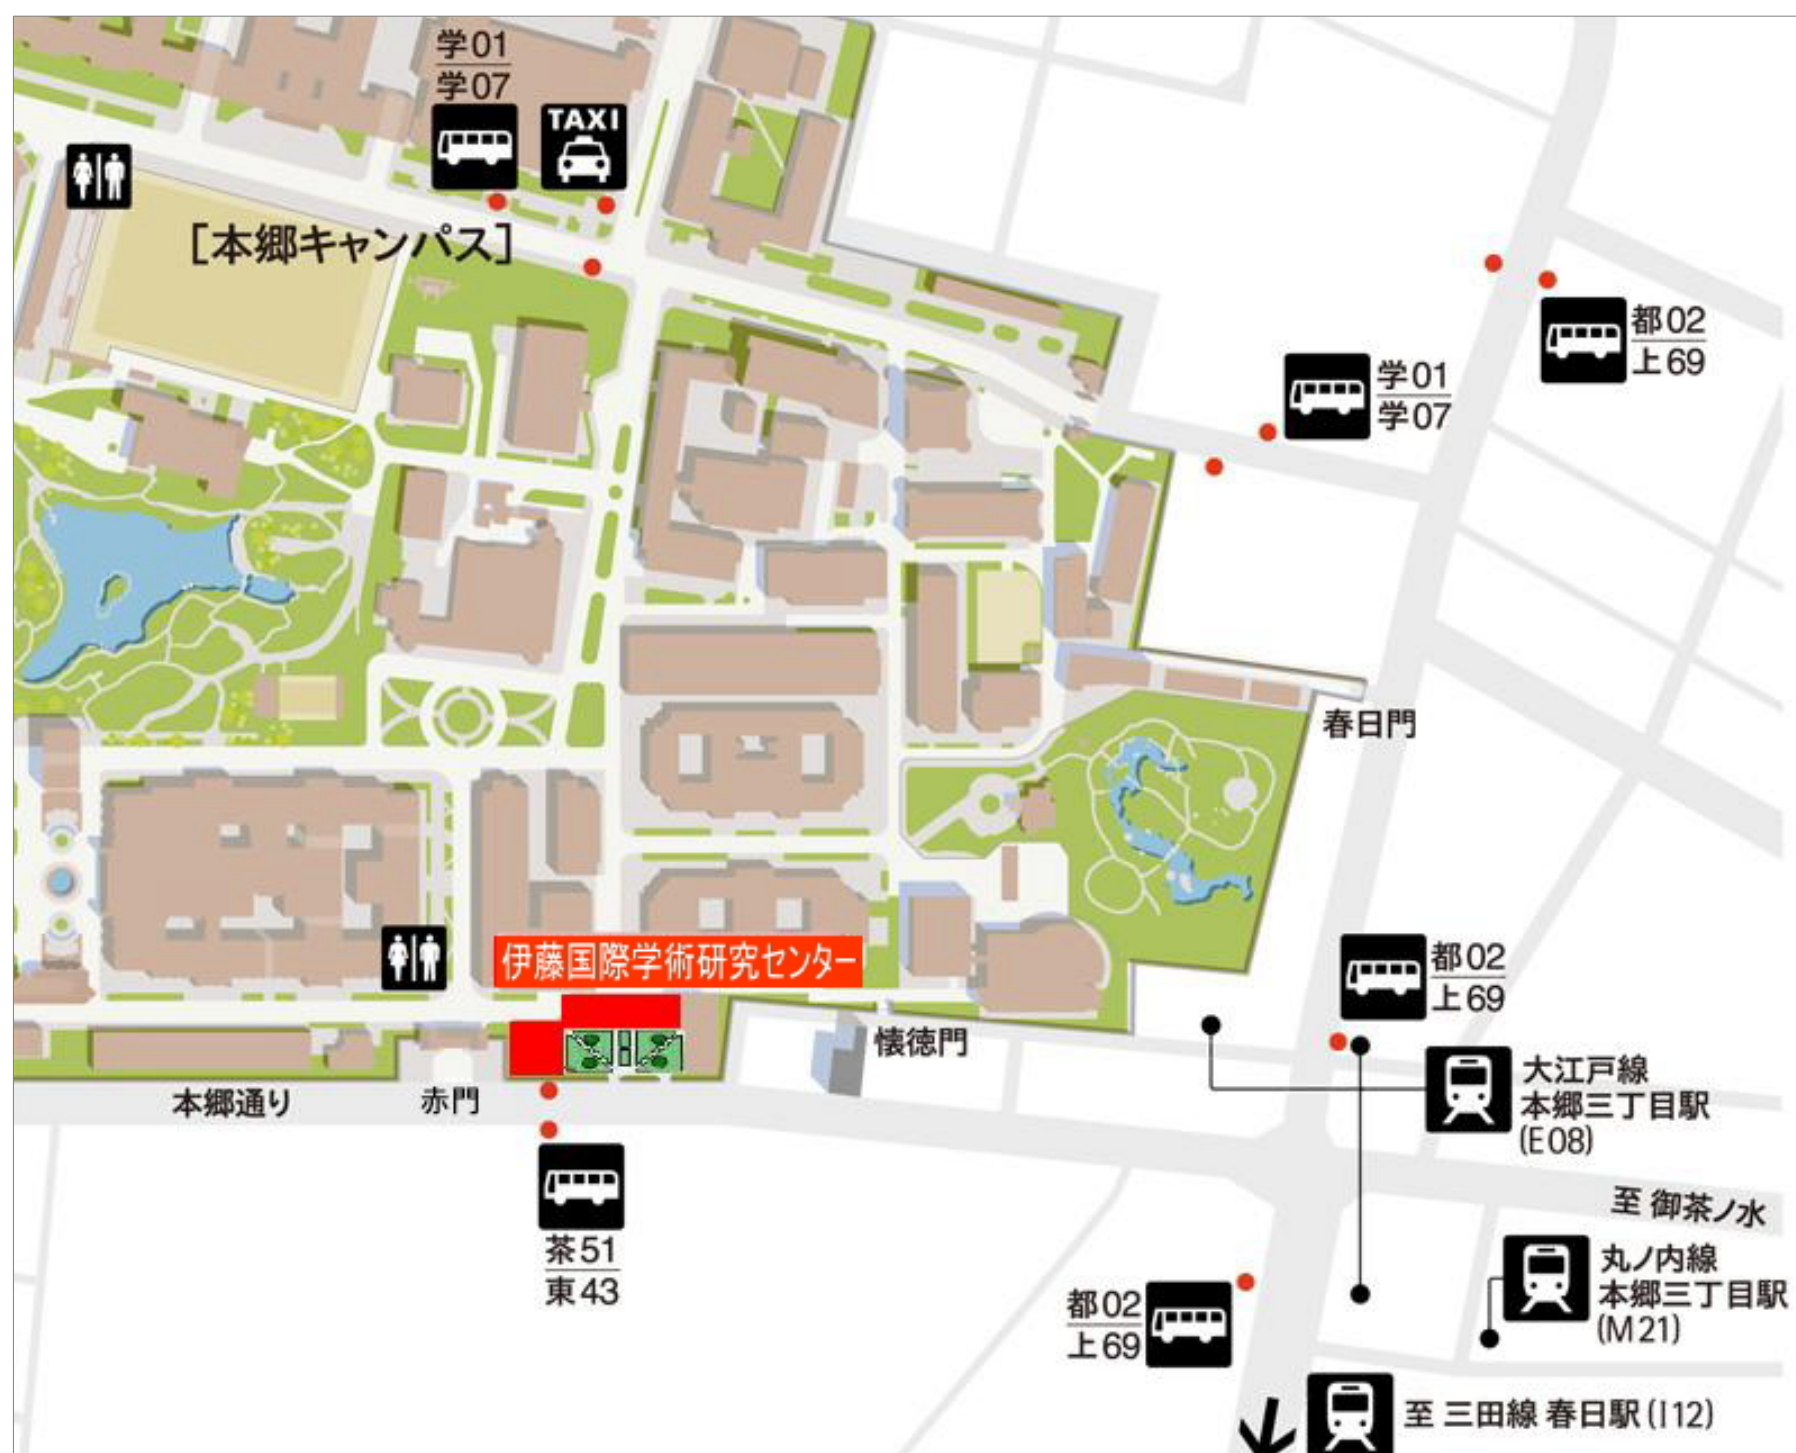 学01
学07
TAXI
[本郷キャンパス]
都02
上69
学01
学07
春日門
伊藤国際学術研究センター
都02
上69
懐徳門
大江戸線
本郷三丁目駅
(E08)
本郷通り
赤門
茶51
東43
至 御茶ノ水
丸ノ内線
本郷三丁目駅
(M21)
都02
上69
至 三田線 春日駅(I12)